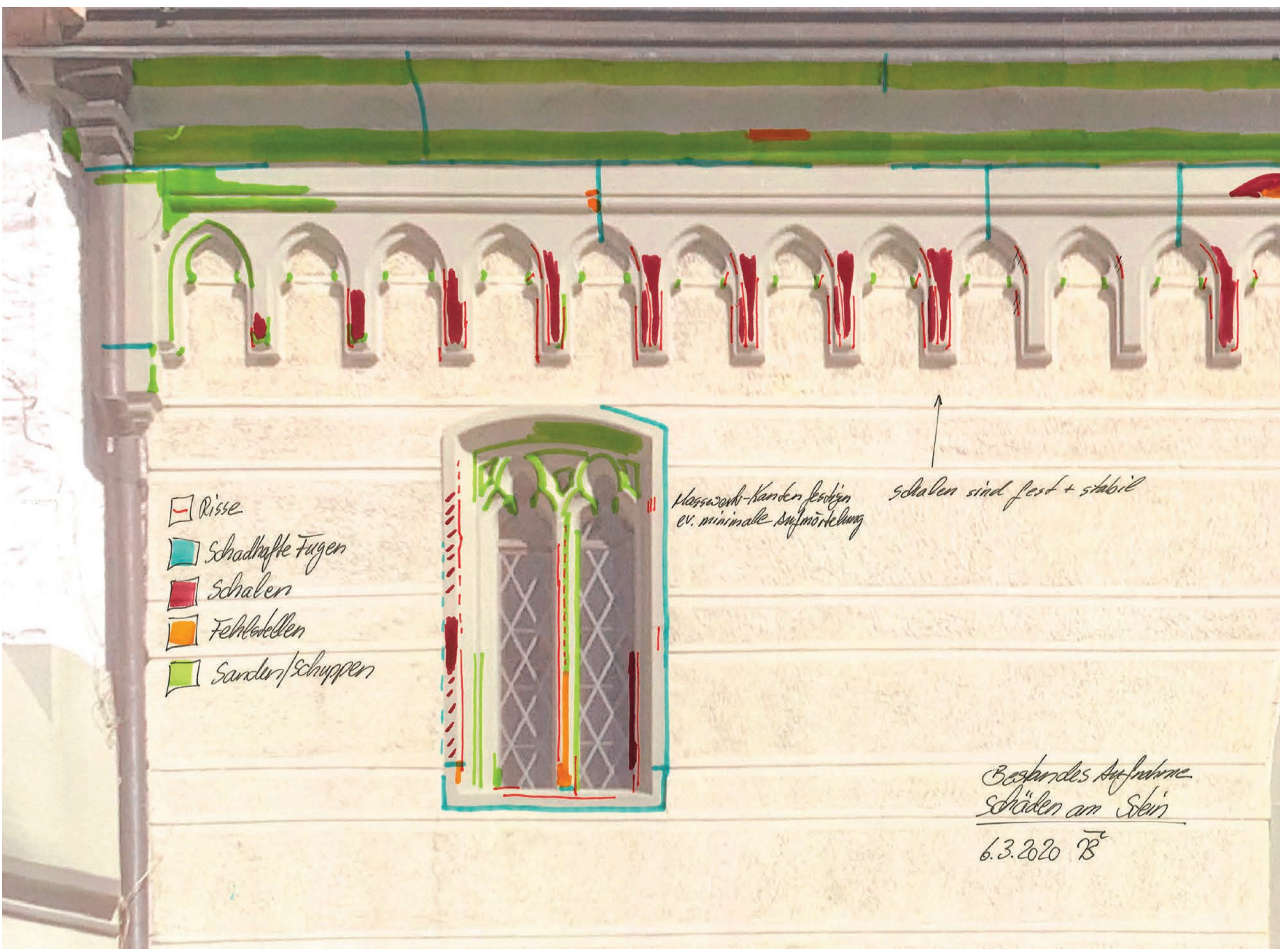 Risse
Schadhafte Fugen
Schalen
Fehlstellen
Sanden/Schuppen
Masswerk-Kanten festigen
ev. minimale Aufmörtelung
Schalen sind fest + stabil
Bestandes Aufnahme
Schäden am Stein
6.3.2020